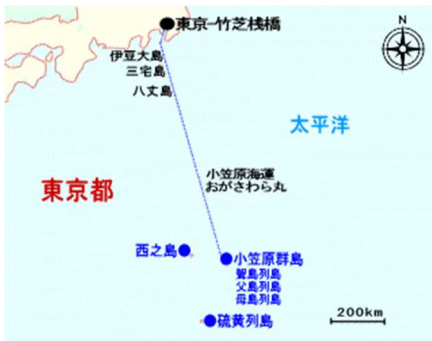 東京-竹芝桟橋
N
伊豆大島
三宅島
八丈島
太平洋
小笠原海運
おがさわら丸
東京都
西之島
小笠原群島
聟島列島
父島列島
母島列島
200km
硫黄列島